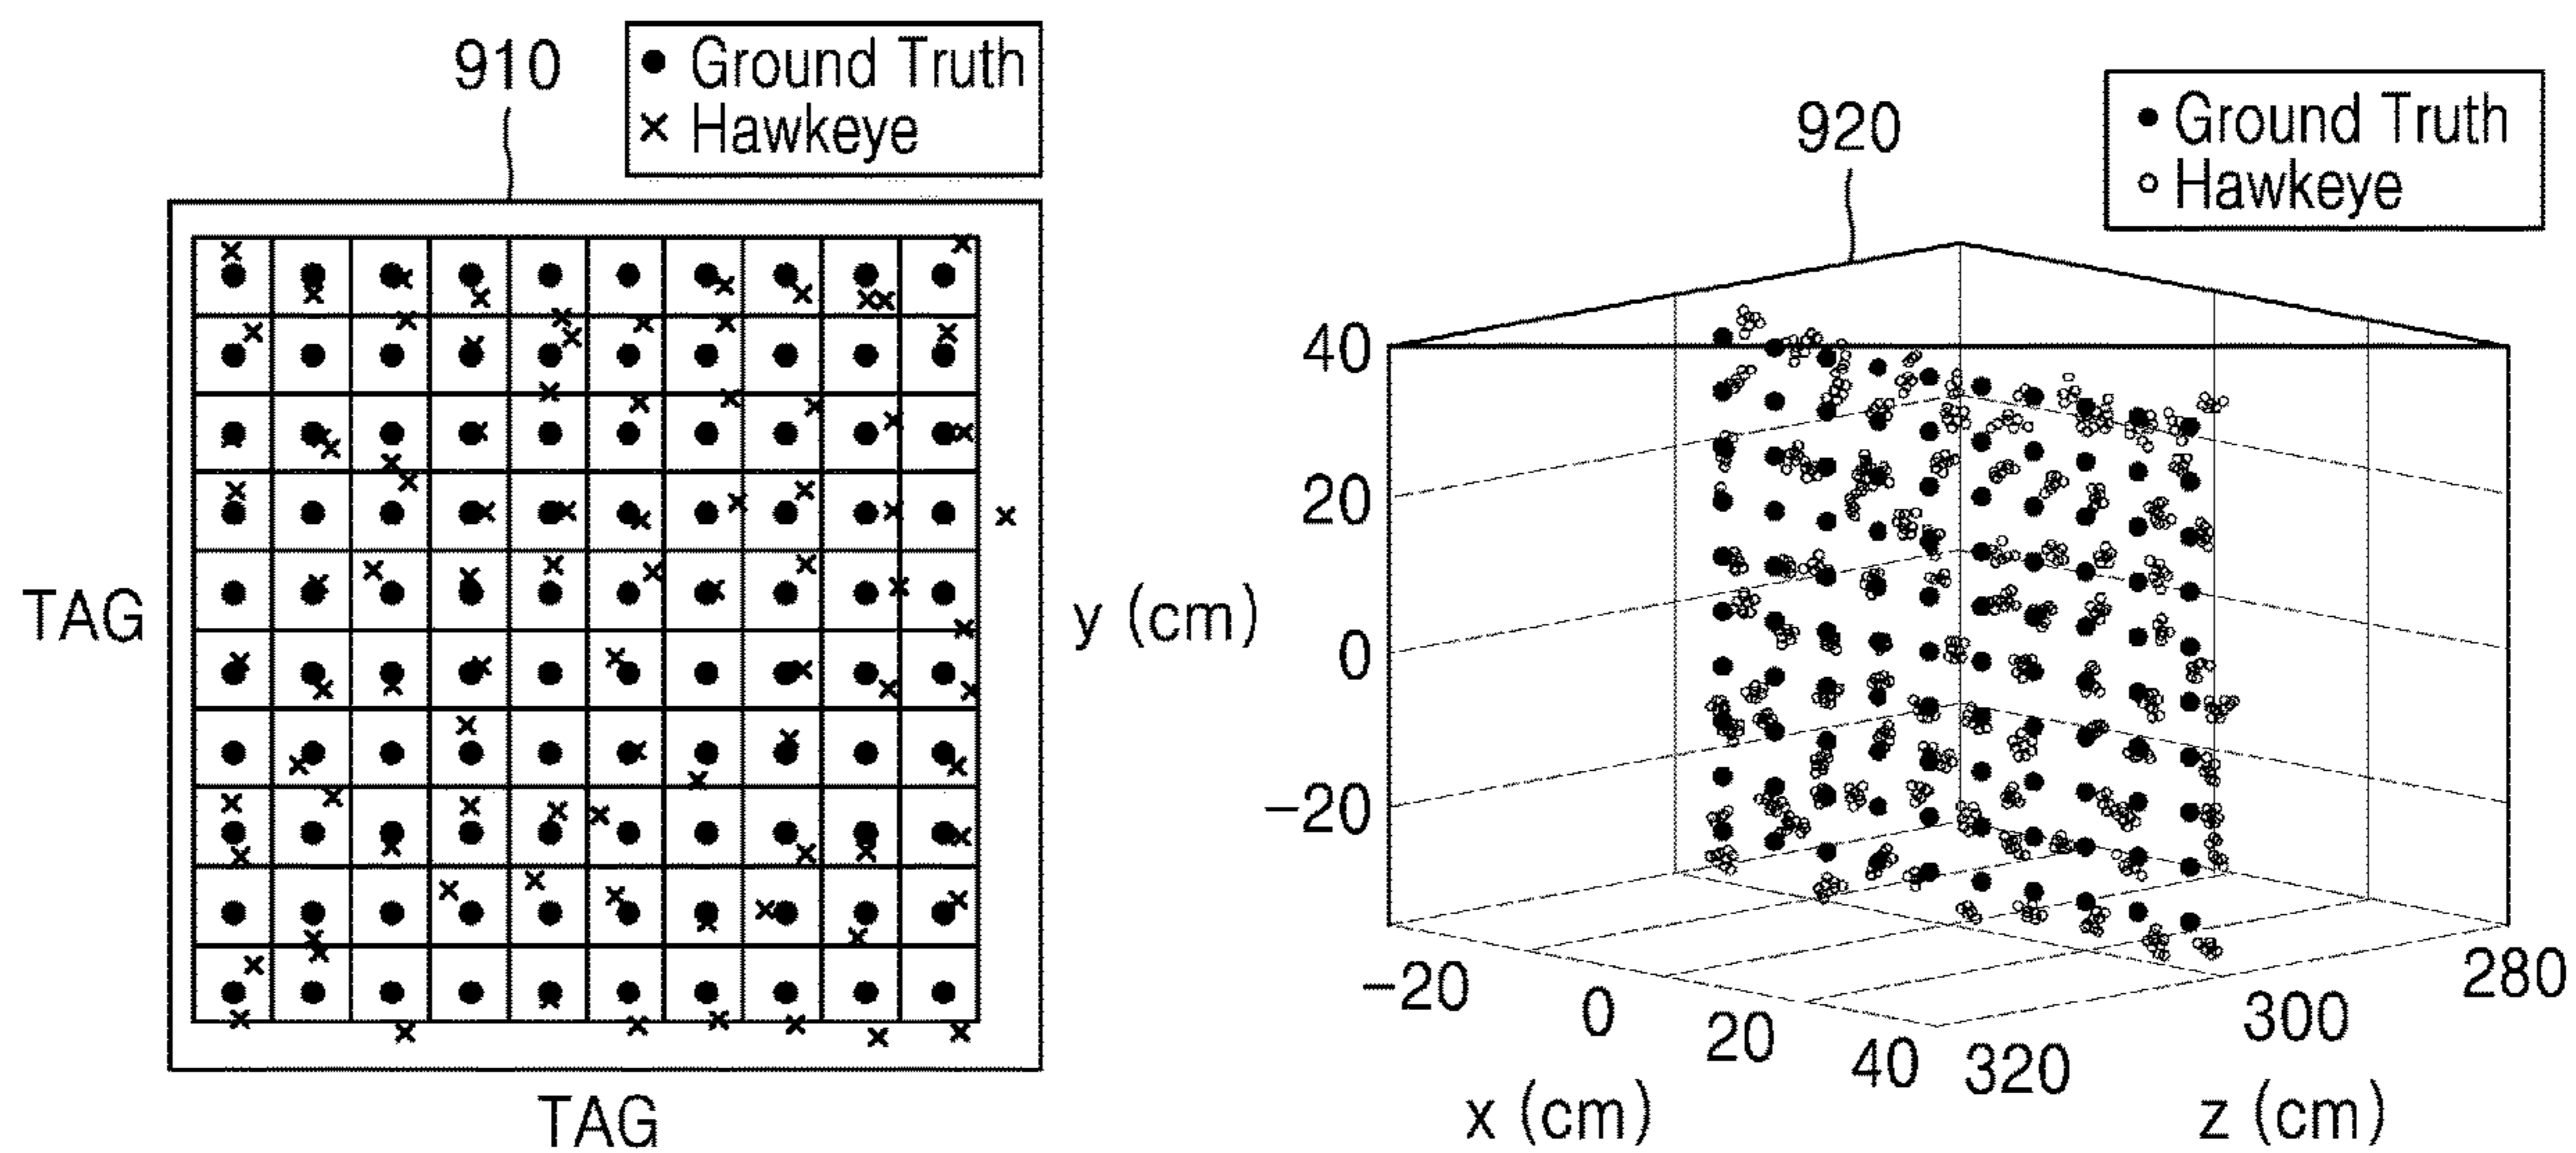 910
Ground Truth
Hawkeye
TAG
TAG
920
Ground Truth
Hawkeye
y (cm)
40
20
0
−20
−20
0
20
40
x (cm)
320
300
280
z (cm)